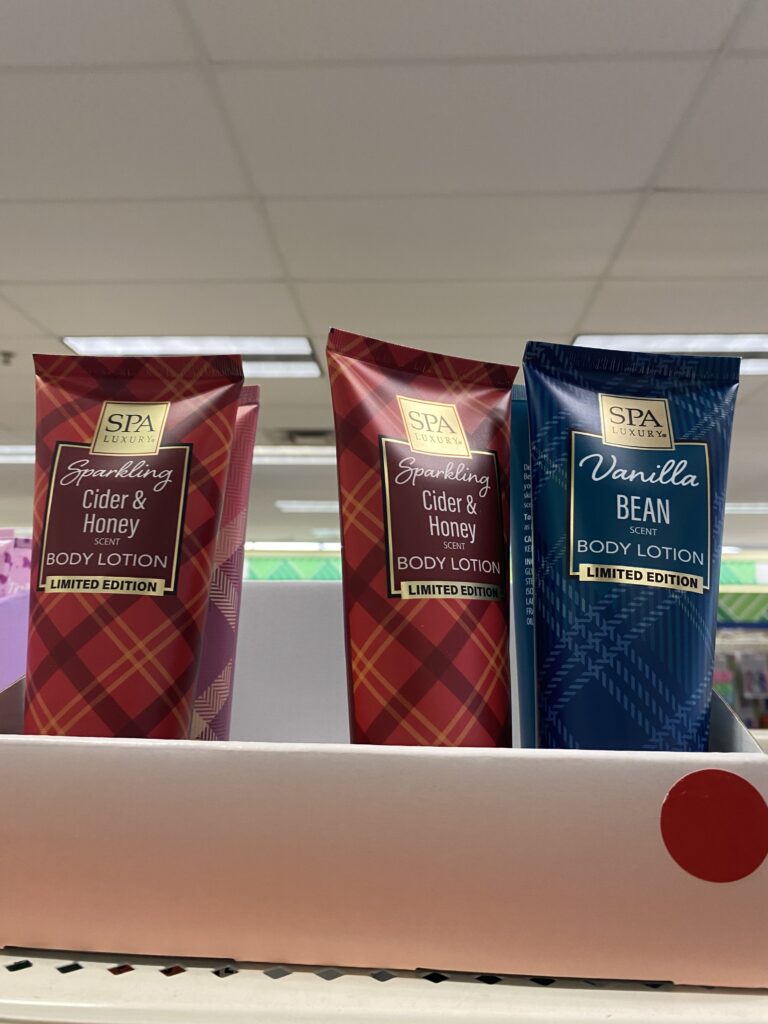 SPA
LUXURY
Sparkling
Cider &
Honey
SCENT
BODY LOTION
LIMITED EDITION
SPA
LUXURY
Sparkling
Cider &
Honey
SCENT
BODY LOTION
LIMITED EDITION
SPA
LUXURY
Vanilla
BEAN
SCENT
BODY LOTION
LIMITED EDITION